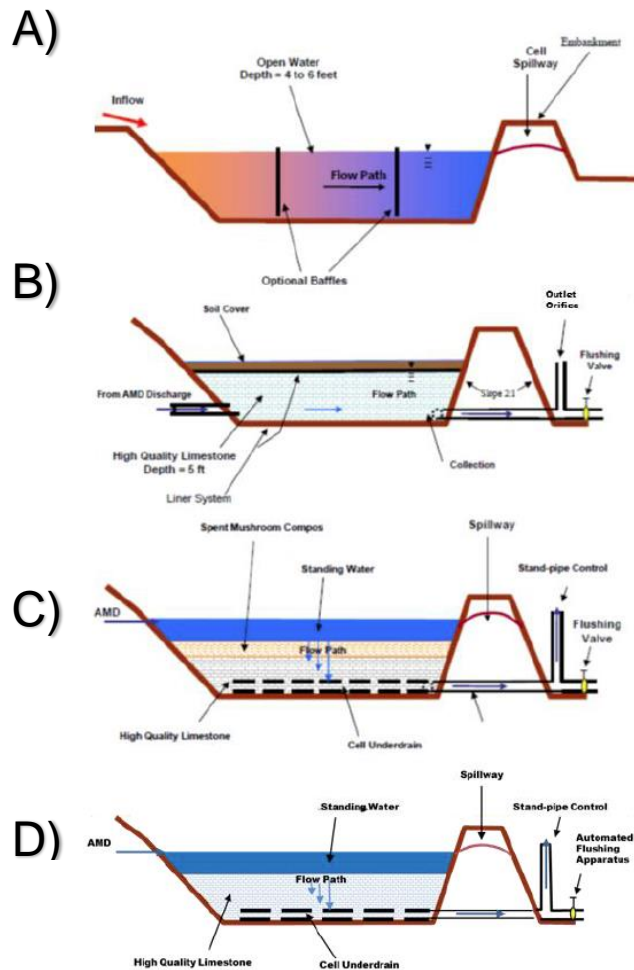 A)
Open Water
Depth = 4 to 6 feet
Cell
Spillway
Embankment
Inflow
Flow Path
Optional Baffles
B)
Soil Cover
Outlet
Orifice
Flushing
Valve
From AMD Discharge
Flow Path
Slape 2:1
High Quality Limestone
Depth = 5 ft
Collection
Liner System
C)
Spent Mushroom Compos
Spillway
Standing Water
Stand-pipe Control
AMD
Flow Path
Flushing
Valve
High Quality Limestone
Cell Underdrain
D)
Spillway
Standing Water
Stand-pipe Control
AMD
Automated
Flushing
Apparatus
Flow Path
High Quality Limestone
Cell Underdrain